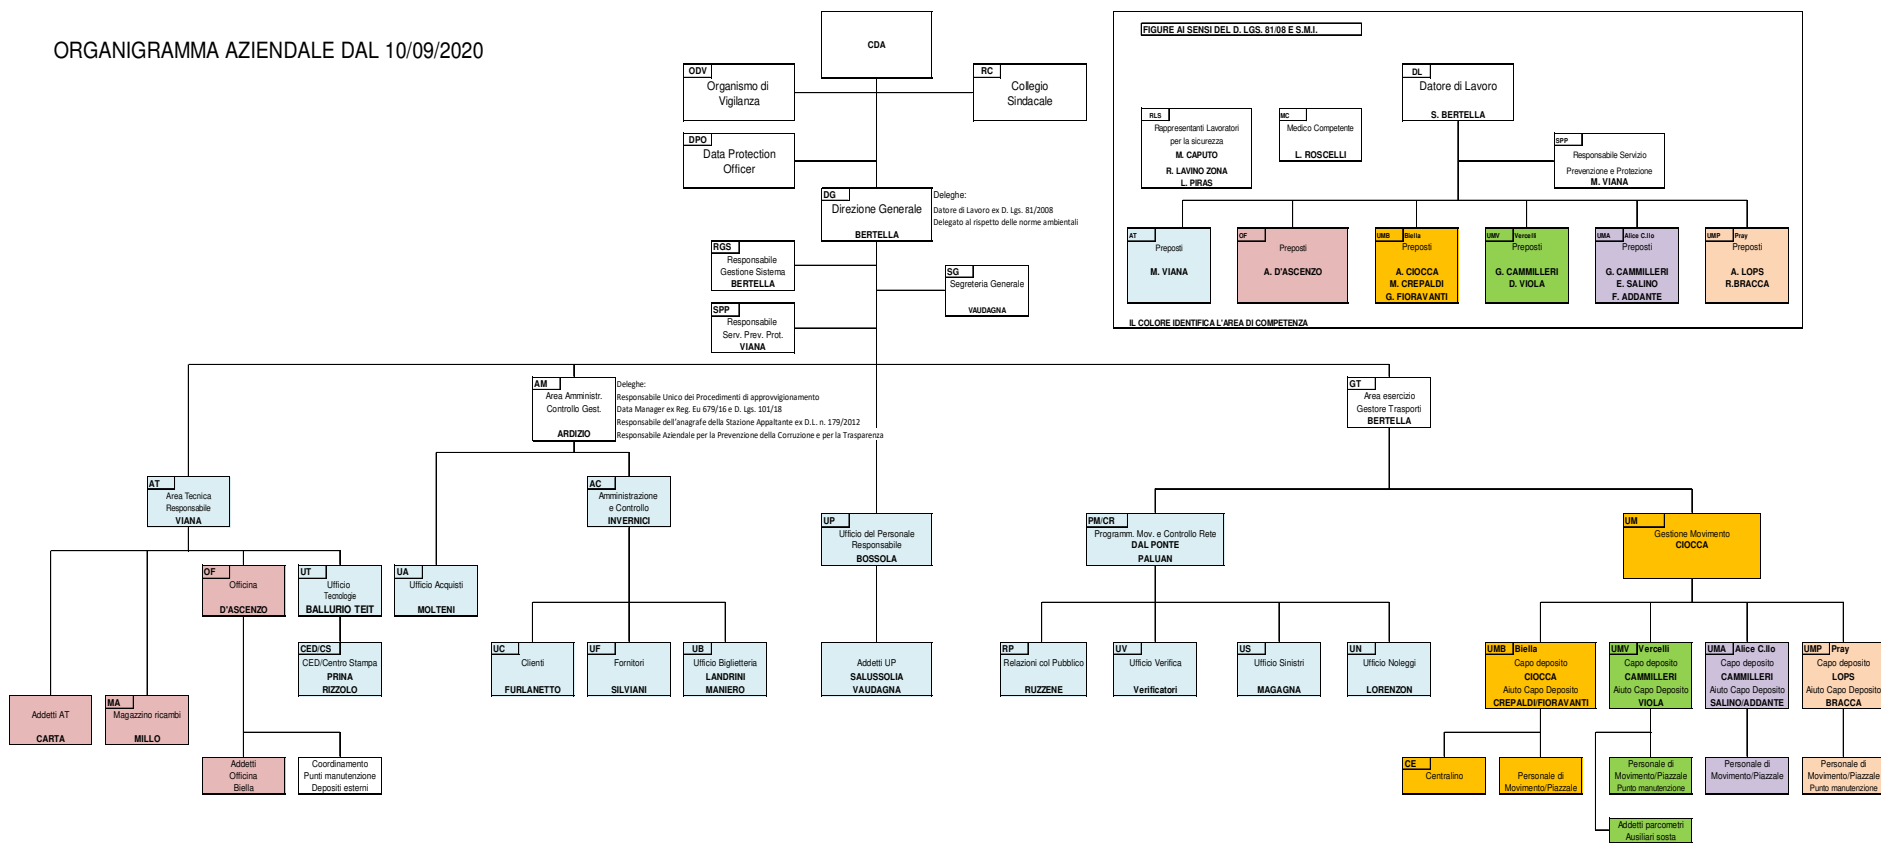 ORGANIGRAMMA AZIENDALE DAL 10/09/2020
CDA
ODV
Organismo di
Vigilanza
RC
Collegio
Sindacale
DPO
Data Protection
Officer
DG
Direzione Generale
BERTELLA
Deleghe:
Datore di Lavoro ex D. Lgs. 81/2008
Delegato al rispetto delle norme ambientali
RGS
Responsabile
Gestione Sistema
BERTELLA
SG
Segreteria Generale
VAUDAGNA
SPP
Responsabile
Serv. Prev. Prot.
VIANA
FIGURE AI SENSI DEL D. LGS. 81/08 E S.M.I.
DL
Datore di Lavoro
S. BERTELLA
RLS
Rappresentanti Lavoratori
per la sicurezza
M. CAPUTO
R. LAVINO ZONA
L. PIRAS
MC
Medico Competente
L. ROSCELLI
SPP
Responsabile Servizio
Prevenzione e Protezione
M. VIANA
AT
Preposti
M. VIANA
OF
Preposti
A. D'ASCENZO
UMB Biella
Preposti
A. CIOCCA
M. CREPALDI
G. FIORAVANTI
UMV Vercelli
Preposti
G. CAMMILLERI
D. VIOLA
UMA Alice C.llo
Preposti
G. CAMMILLERI
E. SALINO
F. ADDANTE
UMP Pray
Preposti
A. LOPS
R.BRACCA
IL COLORE IDENTIFICA L'AREA DI COMPETENZA
AM
Area Amministr.
Controllo Gest.
ARDIZIO
Deleghe:
Responsabile Unico dei Procedimenti di approvvigionamento
Data Manager ex Reg. Eu 679/16 e D. Lgs. 101/18
Responsabile dell'anagrafe della Stazione Appaltante ex D.L. n. 179/2012
Responsabile Aziendale per la Prevenzione della Corruzione e per la Trasparenza
GT
Area esercizio
Gestore Trasporti
BERTELLA
AT
Area Tecnica
Responsabile
VIANA
AC
Amministrazione
e Controllo
INVERNICI
UP
Ufficio del Personale
Responsabile
BOSSOLA
PM/CR
Programm. Mov. e Controllo Rete
DAL PONTE
PALUAN
UM
Gestione Movimento
CIOCCA
OF
Officina
D'ASCENZO
UT
Ufficio
Tecnologie
BALLURIO TEIT
UA
Ufficio Acquisti
MOLTENI
CED/CS
CED/Centro Stampa
PRINA
RIZZOLO
UC
Clienti
FURLANETTO
UF
Fornitori
SILVIANI
UB
Ufficio Biglietteria
LANDRINI
MANIERO
Addetti UP
SALUSSOLIA
VAUDAGNA
RP
Relazioni col Pubblico
RUZZENE
UV
Ufficio Verifica
Verificatori
US
Ufficio Sinistri
MAGAGNA
UN
Ufficio Noleggi
LORENZON
UMB Biella
Capo deposito
CIOCCA
Aiuto Capo Deposito
CREPALDI/FIORAVANTI
UMV Vercelli
Capo deposito
CAMMILLERI
Aiuto Capo Deposito
VIOLA
UMA Alice C.llo
Capo deposito
CAMMILLERI
Aiuto Capo Deposito
SALINO/ADDANTE
UMP Pray
Capo deposito
LOPS
Aiuto Capo Deposito
BRACCA
Addetti AT
CARTA
MA
Magazzino ricambi
MILLO
Addetti
Officina
Biella
Coordinamento
Punti manutenzione
Depositi esterni
CE
Centralino
Personale di
Movimento/Piazzale
Personale di
Movimento/Piazzale
Punto manutenzione
Personale di
Movimento/Piazzale
Personale di
Movimento/Piazzale
Punto manutenzione
Addetti parcometri
Ausiliari sosta